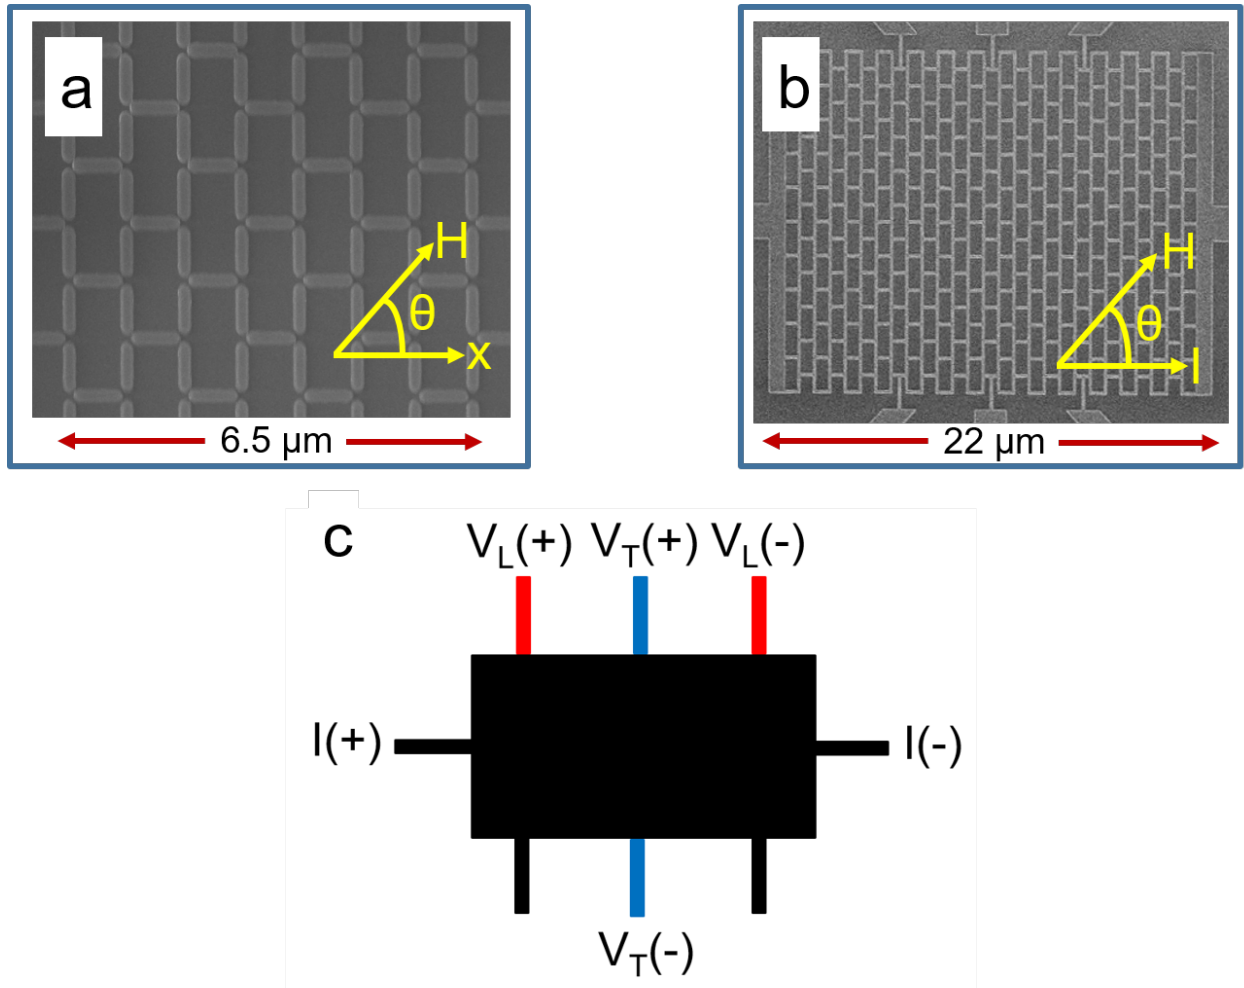 a
H
θ
x
6.5 μm
b
H
θ
I
22 μm
c
VL(+) VT(+) VL(-)
I(+)
I(-)
VT(-)